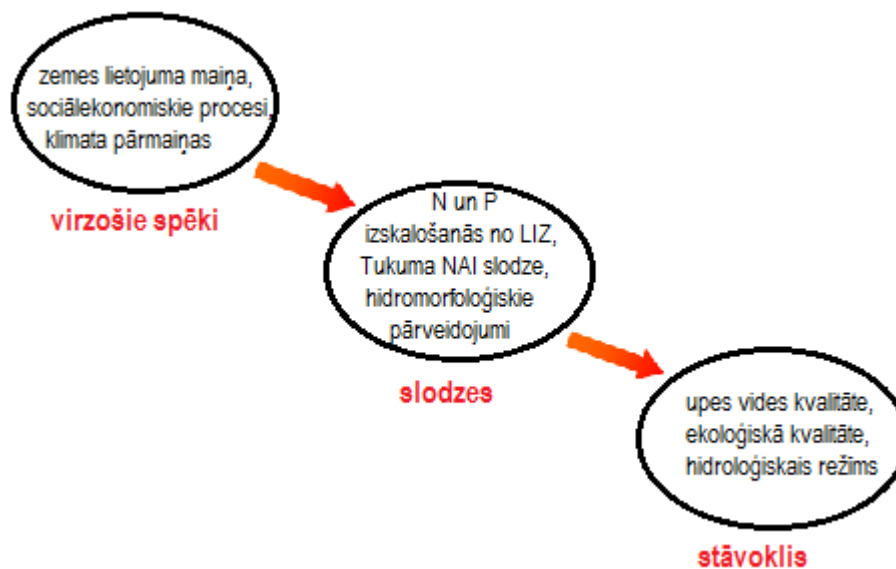 zemes lietojuma maiņa,
sociālekonomiskie procesi,
klimata pārmaiņas
virzošie spēki
N un P
izskalošanās no LIZ,
Tukuma NAI slodze,
hidromorfoloģiskie
pārveidojumi
slodzes
upes vides kvalitāte,
ekoloģiskā kvalitāte,
hidroloģiskais režīms
stāvoklis